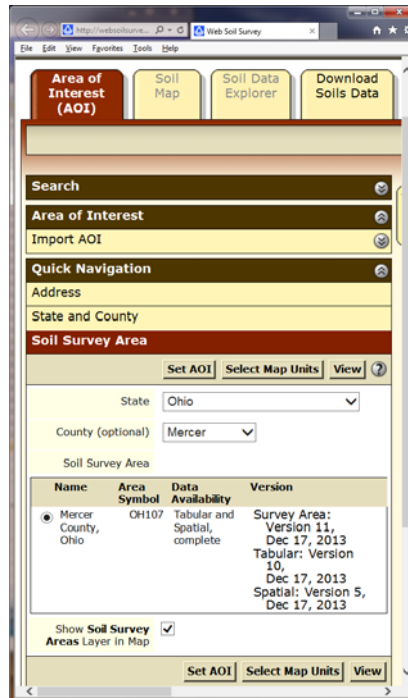 http://websoilsurve...
Web Soil Survey
File Edit View Favorites Tools Help
Area of Interest (AOI)
Soil Map
Soil Data Explorer
Download Soils Data
Search
Area of Interest
Import AOI
Quick Navigation
Address
State and County
Soil Survey Area
Set AOI Select Map Units View ?
State Ohio
County (optional) Mercer
Soil Survey Area
Name Area Symbol Data Availability Version
Mercer County, Ohio
OH107
Tabular and Spatial, complete
Survey Area:
Version 11,
Dec 17, 2013
Tabular: Version
10,
Dec 17, 2013
Spatial: Version 5,
Dec 17, 2013
Show Soil Survey
Areas Layer in Map
Set AOI Select Map Units View